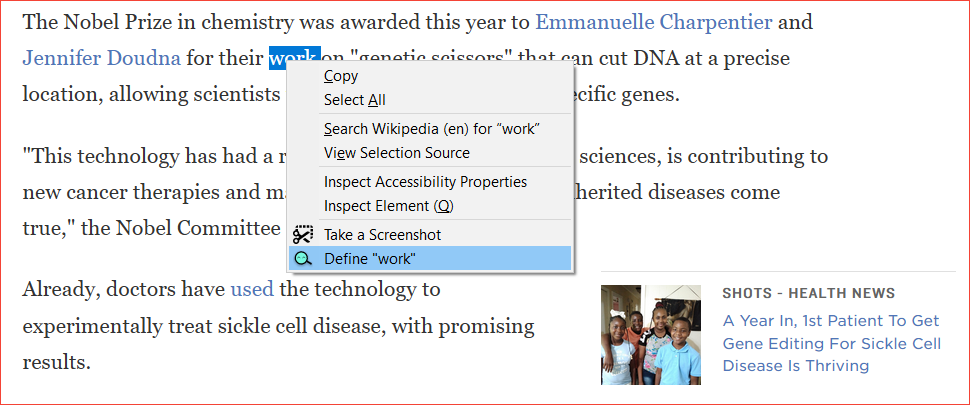 The Nobel Prize in chemistry was awarded this year to Emmanuelle Charpentier and
Jennifer Doudna for their work on "genetic scissors" that can cut DNA at a precise
location, allowing scientists
ecific genes.
Copy
Select All
Search Wikipedia (en) for “work”
View Selection Source
Inspect Accessibility Properties
Inspect Element (Q)
Take a Screenshot
Define "work"
"This technology has had a r
sciences, is contributing to
new cancer therapies and ma
herited diseases come
true," the Nobel Committee
Already, doctors have used the technology to
experimentally treat sickle cell disease, with promising
results.
SHOTS - HEALTH NEWS
A Year In, 1st Patient To Get
Gene Editing For Sickle Cell
Disease Is Thriving